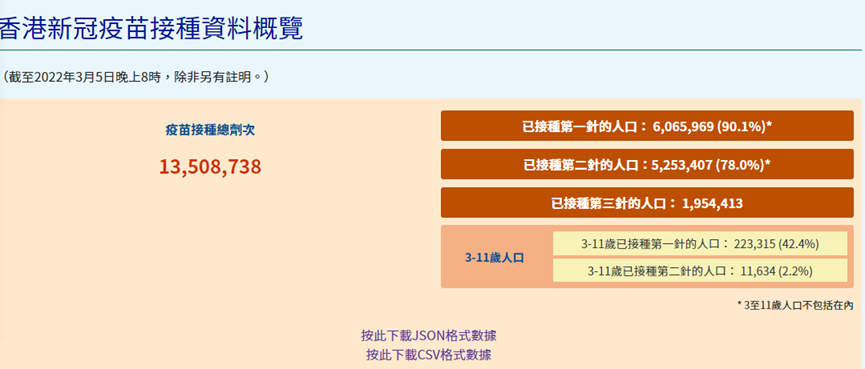 香港新冠疫苗接種資料概覽
（截至2022年3月5日晚上8時，除非另有註明。）
疫苗接種總劑次
13,508,738
已接種第一針的人口： 6,065,969 (90.1%)*
已接種第二針的人口：5,253,407 (78.0%)*
已接種第三針的人口： 1,954,413
3-11歲人口
3-11歲已接種第一針的人口： 223,315 (42.4%)
3-11歲已接種第二針的人口： 11,634 (2.2%)
* 3至11歲人口不包括在內
按此下載JSON格式數據
按此下載CSV格式數據